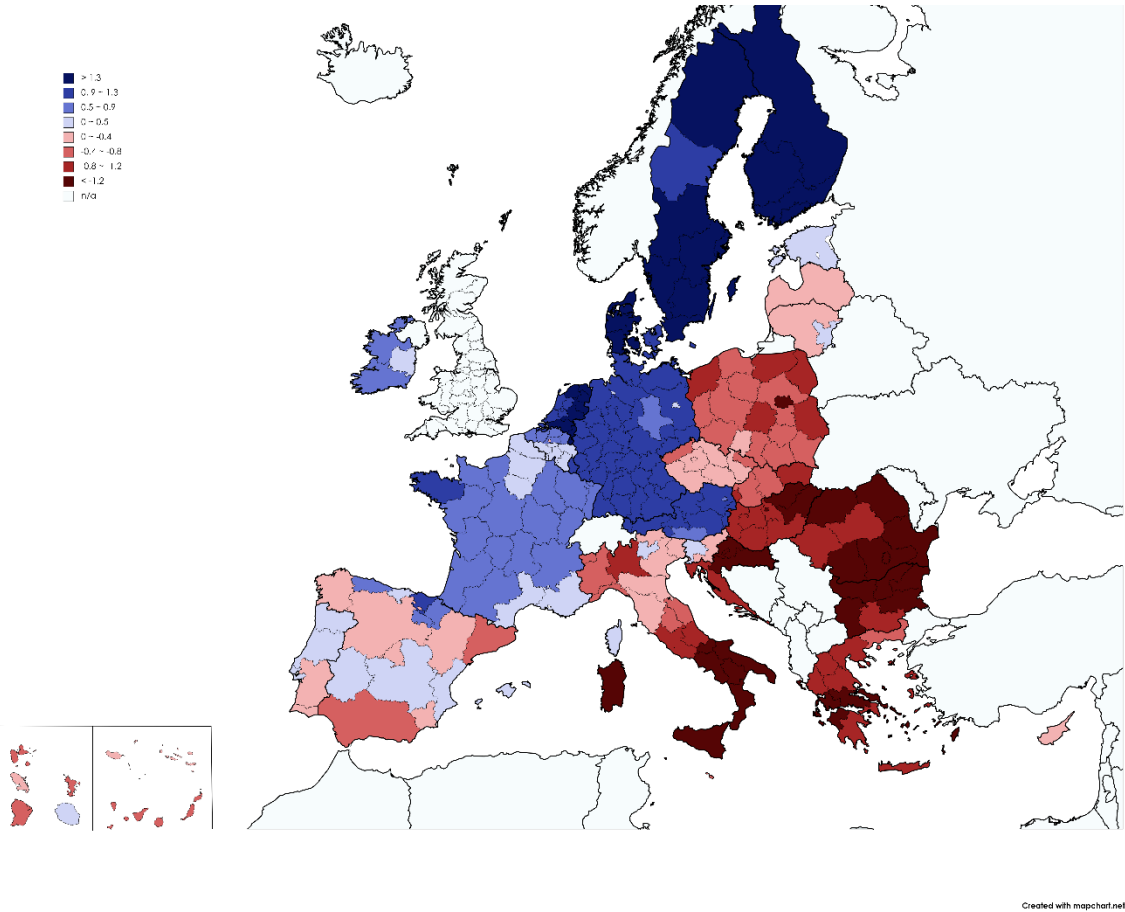 > 1.3
0.9 ~ 1.3
0.5 ~ 0.9
0 ~ 0.5
0 ~ -0.4
-0.4 ~ -0.8
-0.8 ~ -1.2
< -1.2
n/a
Created with mapchart.net